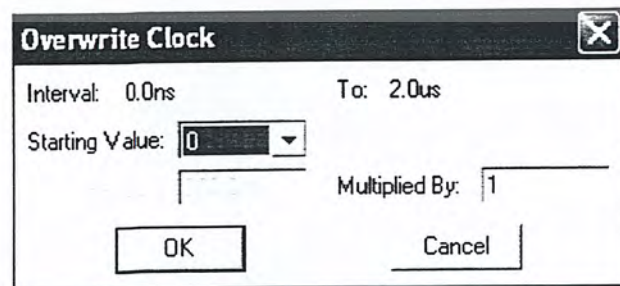 Overwrite Clock
Interval: 0.0ns To: 2.0us
Starting Value: 0
Multiplied By: 1
OK Cancel